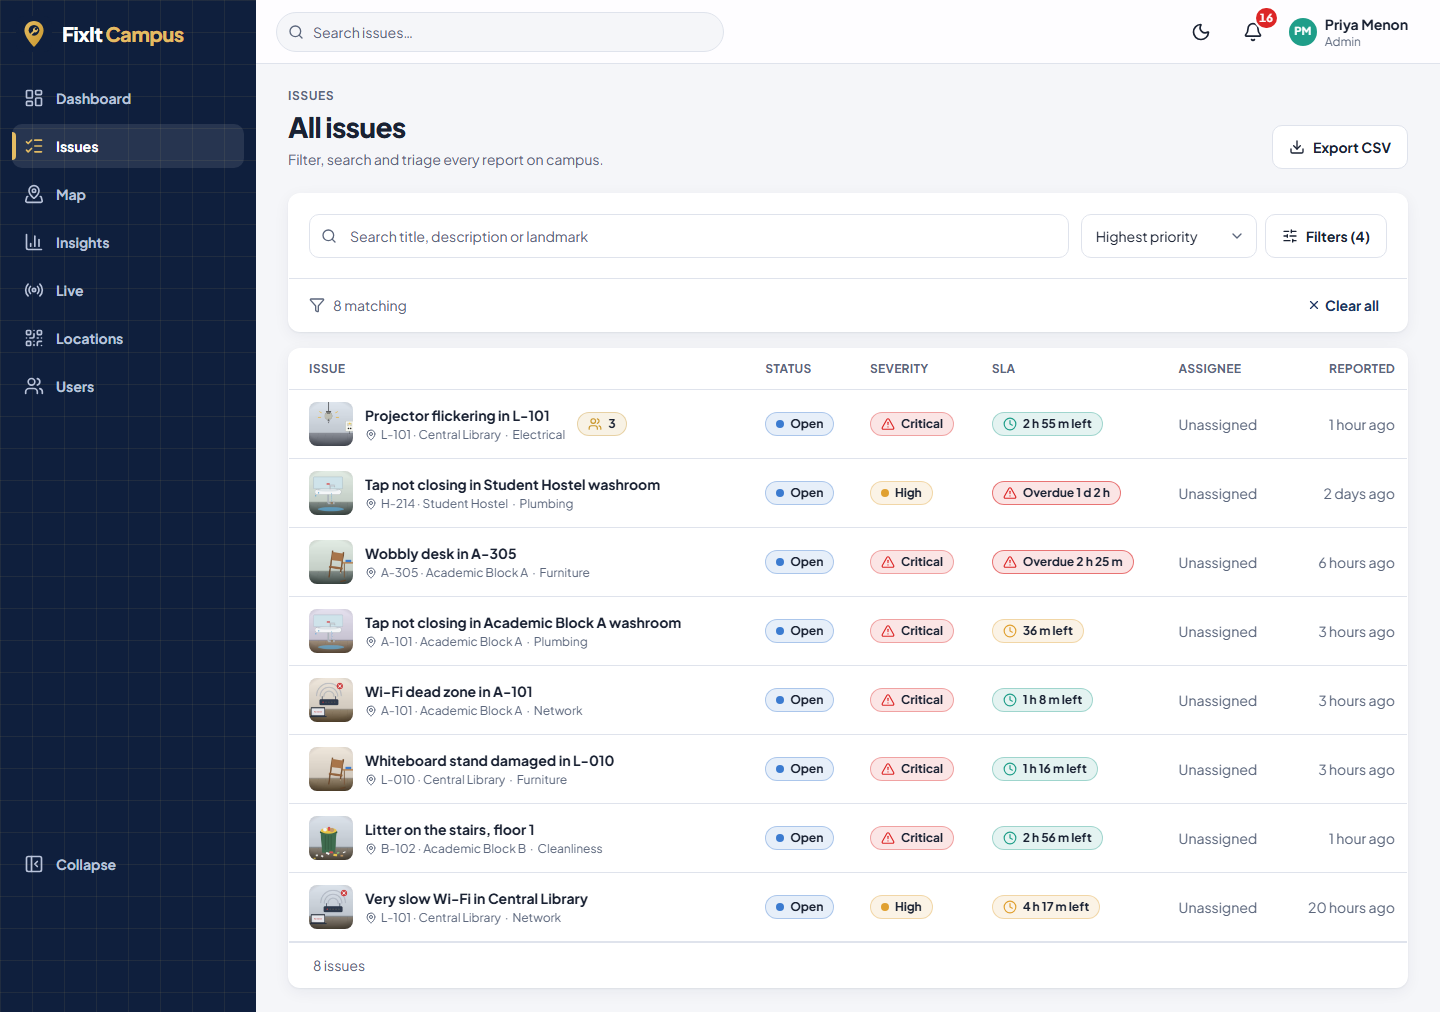 FixIt Campus
Search issues...
16
PM
Priya Menon
Admin
Dashboard
Issues
Map
Insights
Live
Locations
Users
Collapse
ISSUES
All issues
Filter, search and triage every report on campus.
Export CSV
Search title, description or landmark
Highest priority
Filters (4)
8 matching
Clear all
ISSUE STATUS SEVERITY SLA ASSIGNEE REPORTED
Projector flickering in L-101 3 Open Critical 2 h 55 m left Unassigned 1 hour ago
L-101 · Central Library · Electrical
Tap not closing in Student Hostel washroom Open High Overdue 1 d 2 h Unassigned 2 days ago
H-214 · Student Hostel · Plumbing
Wobbly desk in A-305 Open Critical Overdue 2 h 25 m Unassigned 6 hours ago
A-305 · Academic Block A · Furniture
Tap not closing in Academic Block A washroom Open Critical 36 m left Unassigned 3 hours ago
A-101 · Academic Block A · Plumbing
Wi-Fi dead zone in A-101 Open Critical 1 h 8 m left Unassigned 3 hours ago
A-101 · Academic Block A · Network
Whiteboard stand damaged in L-010 Open Critical 1 h 16 m left Unassigned 3 hours ago
L-010 · Central Library · Furniture
Litter on the stairs, floor 1 Open Critical 2 h 56 m left Unassigned 1 hour ago
B-102 · Academic Block B · Cleanliness
Very slow Wi-Fi in Central Library Open High 4 h 17 m left Unassigned 20 hours ago
L-101 · Central Library · Network
8 issues